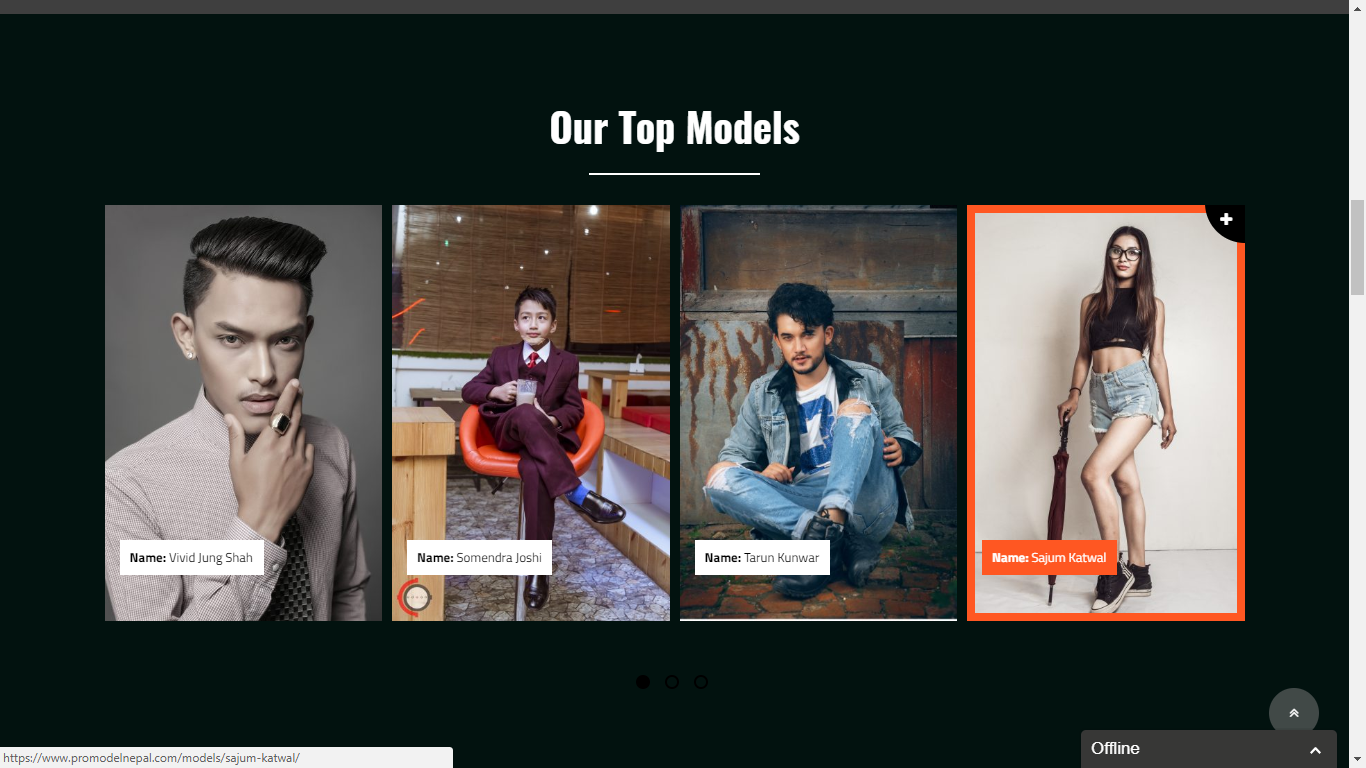 Our Top Models
Name: Vivid Jung Shah
Name: Somendra Joshi
Name: Tarun Kunwar
Name: Sajum Katwal
Offline
https://www.promodelnepal.com/models/sajum-katwal/